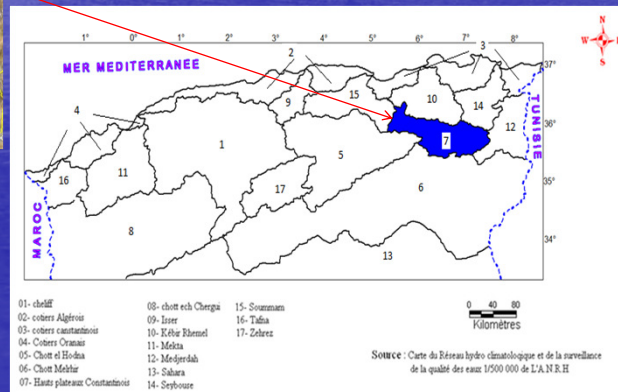 1° 0° 1° 2° 3° 4° 5° 6° 7° 8°
N
W
MER MEDITERRANEE
2
3
37°
4
9
15
10
14
36°
12
TUNISIE
1
7
16
11
5
6
35°
17
MAROC
8
34°
13
01- cheliff
02- cotiers Algérois
03- cotiers canstantinois
04- Cotiers Oranais
05- Chott el Hodna
06- Chott Melrhir
07- Hauts plateaux Constantinois
08- chott ech Chergui
09- Isser
10- Kébir Rhemel
11- Mekta
12- Medjerdah
13- Sahara
14- Seybouse
15- Soummam
16- Tafna
17- Zehrez
0 40 80
Kilomètres
Source : Carte du Réseau hydro climatologique et de la surveillance
de la qualité des eaux 1/500 000 de L'A.N.R.H